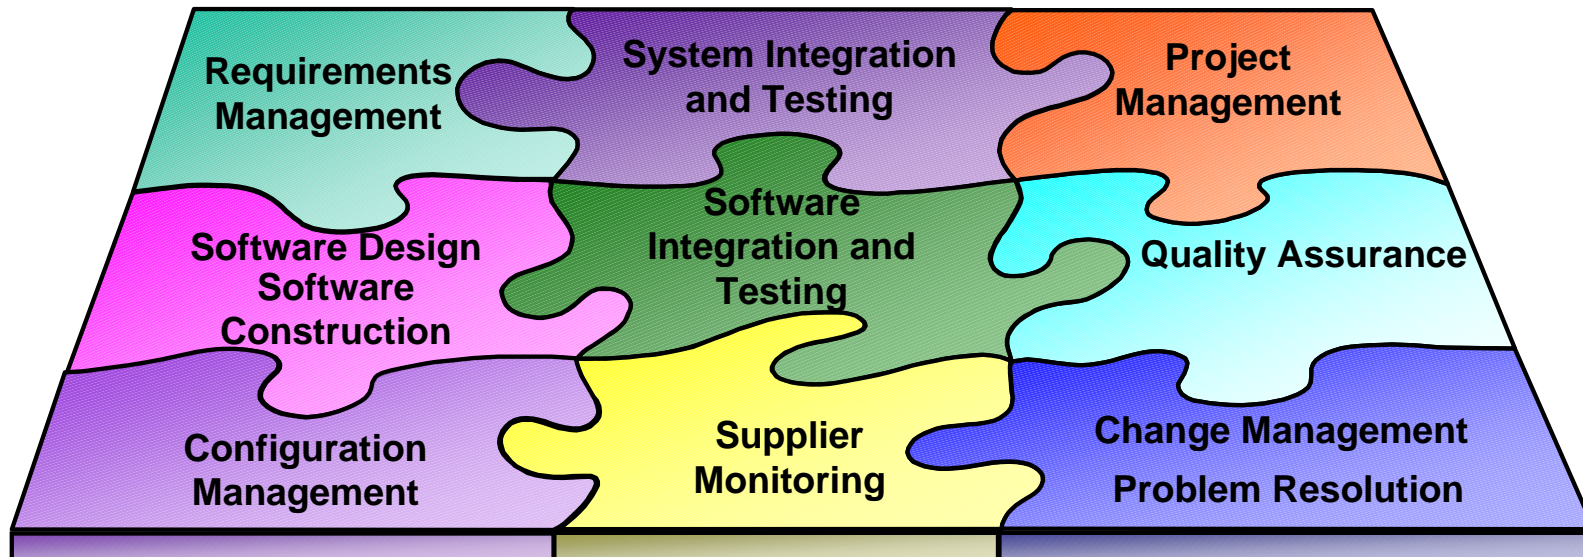 Requirements
Management
System Integration
and Testing
Project
Management
Software Design
Software
Construction
Software
Integration and
Testing
Quality Assurance
Configuration
Management
Supplier
Monitoring
Change Management
Problem Resolution